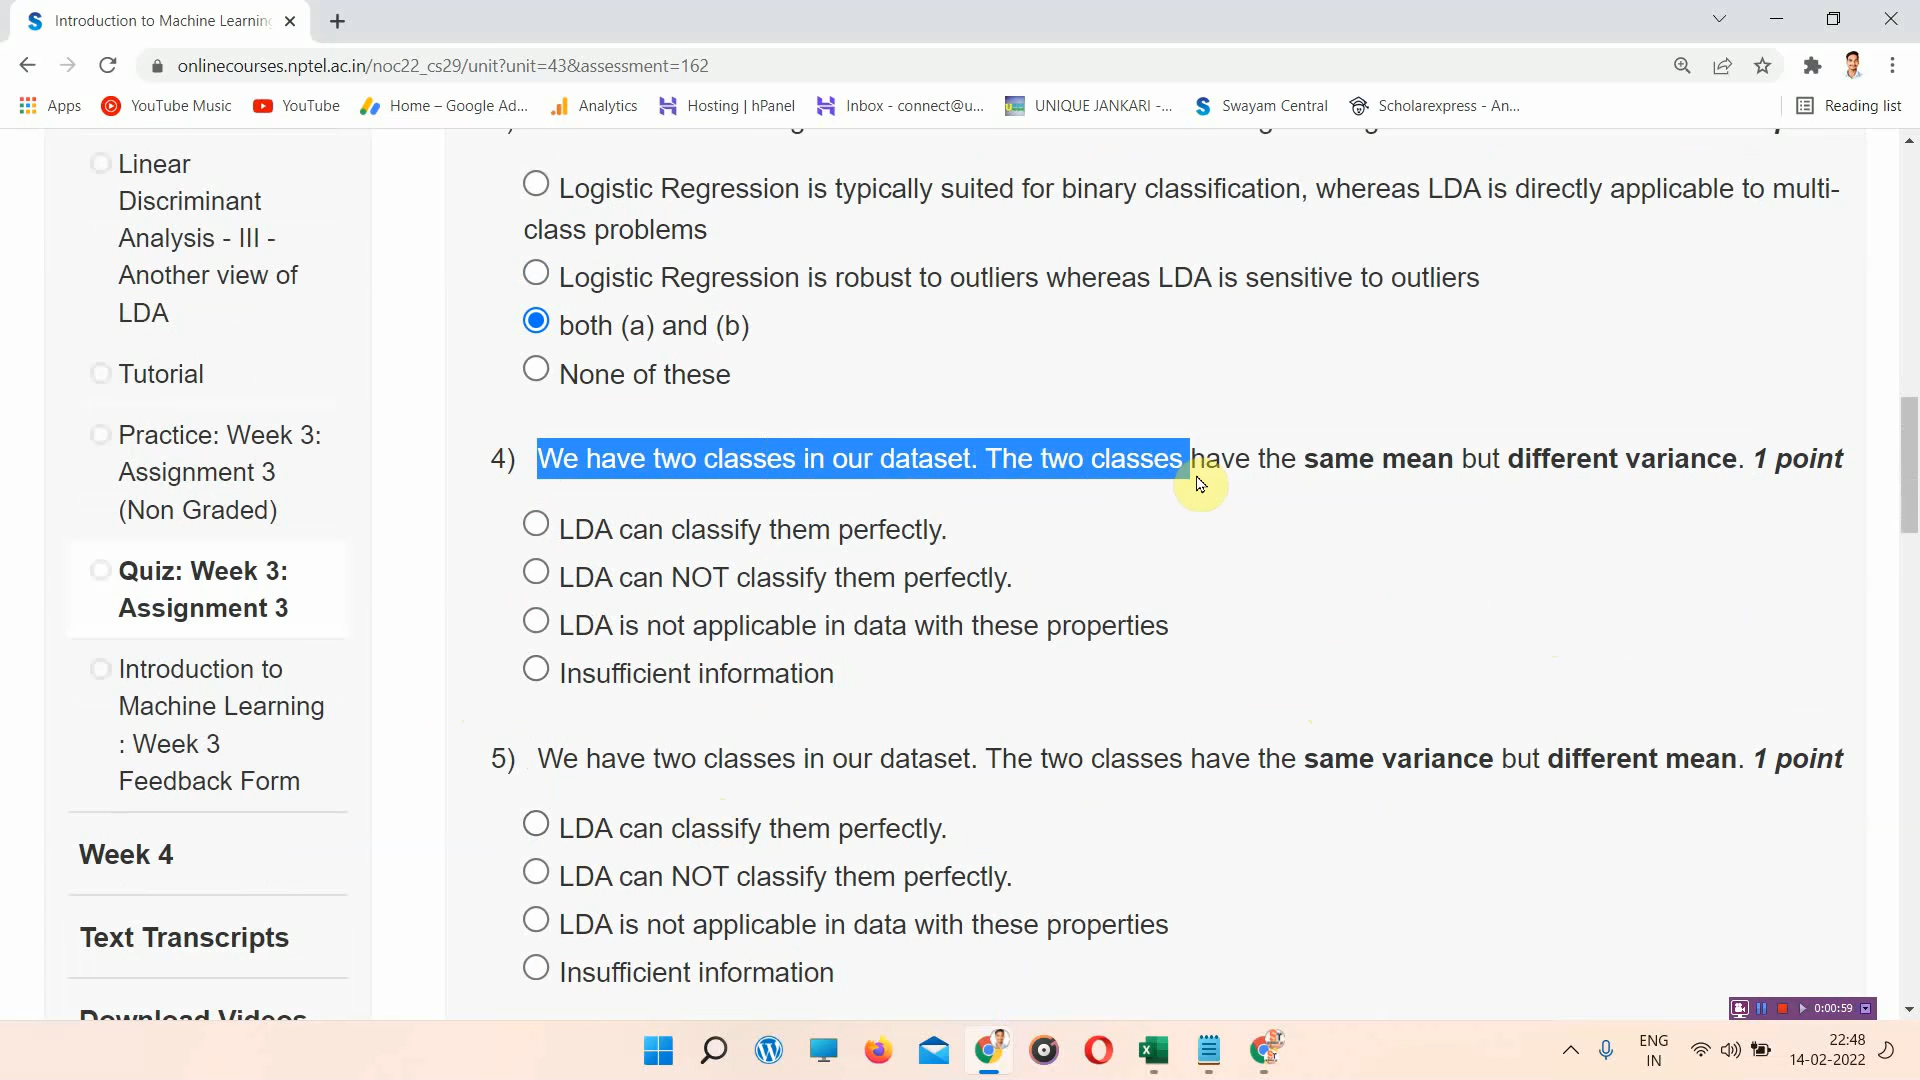 Introduction to Machine Learning
onlinecourses.nptel.ac.in/noc22_cs29/unit?unit=43&assessment=162
Apps YouTube Music YouTube Home – Google Ad... Analytics Hosting | hPanel Inbox - connect@u... UNIQUE JANKARI -... Swayam Central Scholarexpress - An... Reading list
Linear
Discriminant
Analysis - III -
Another view of
LDA
Tutorial
Practice: Week 3:
Assignment 3
(Non Graded)
Quiz: Week 3:
Assignment 3
Introduction to
Machine Learning
: Week 3
Feedback Form
Week 4
Text Transcripts
Download Videos
Logistic Regression is typically suited for binary classification, whereas LDA is directly applicable to multi-
class problems
Logistic Regression is robust to outliers whereas LDA is sensitive to outliers
both (a) and (b)
None of these
4) We have two classes in our dataset. The two classes have the same mean but different variance. 1 point
LDA can classify them perfectly.
LDA can NOT classify them perfectly.
LDA is not applicable in data with these properties
Insufficient information
5) We have two classes in our dataset. The two classes have the same variance but different mean. 1 point
LDA can classify them perfectly.
LDA can NOT classify them perfectly.
LDA is not applicable in data with these properties
Insufficient information
0:00:59
ENG
IN
22:48
14-02-2022